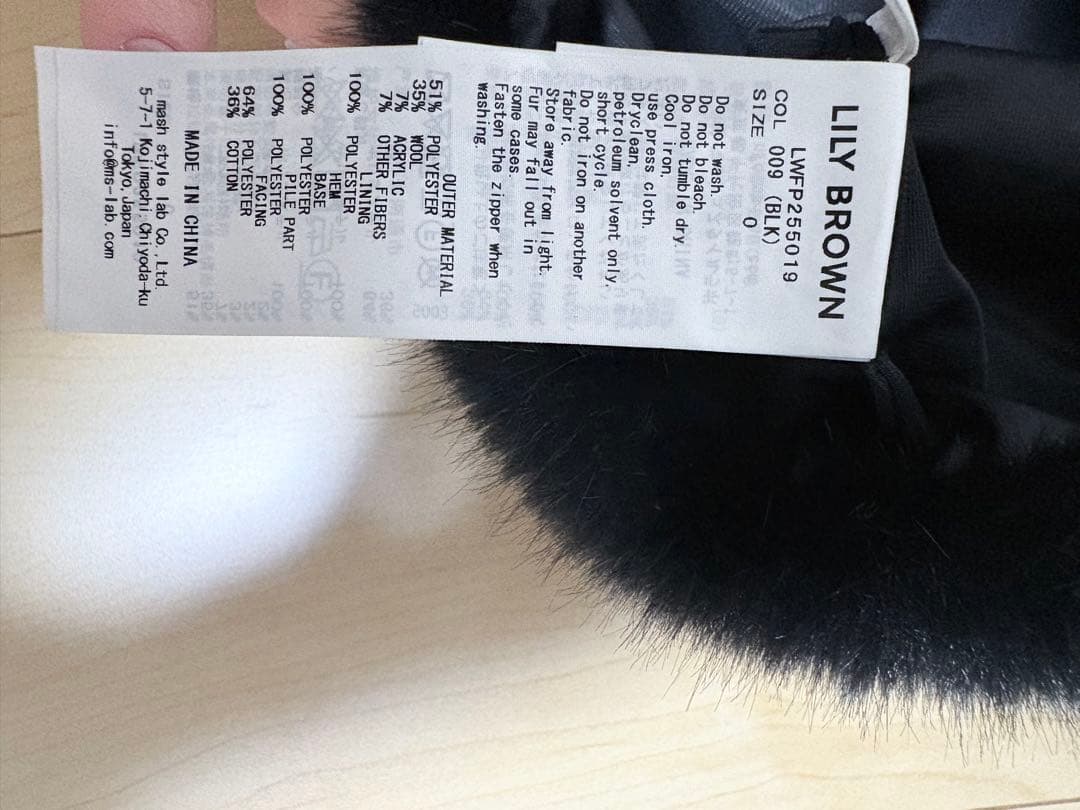 LILY BROWN
LWFP255019
COL 009 (BLK)
SIZE 0
Do not wash.
Do not bleach.
Do not tumble dry.
Cool iron,
use press cloth.
Dryclean,
petroleum solvent only,
short cycle.
Do not iron on another
fabric.
Store away from light.
Fur may fall out in
some cases.
Fasten the zipper when
washing.
OUTER MATERIAL
51% POLYESTER
35% WOOL
7% ACRYLIC
7% OTHER FIBERS
LINING
100% POLYESTER
HEM
BASE
100% POLYESTER
PILE PART
100% POLYESTER
FACING
64% POLYESTER
36% COTTON
MADE IN CHINA
mash style lab Co.,Ltd.
5-7-1 Kojimachi Chiyoda-ku
Tokyo, Japan
info@ms-lab.com